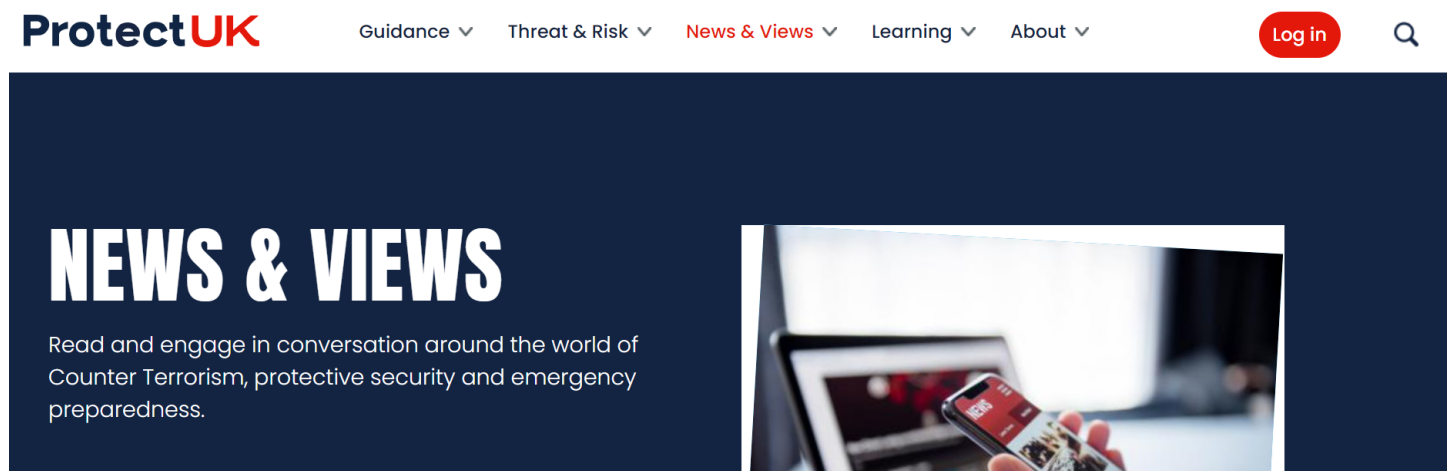 ProtectUK
Guidance
Threat & Risk
News & Views
Learning
About
Log in
NEWS & VIEWS
Read and engage in conversation around the world of
Counter Terrorism, protective security and emergency
preparedness.
NEWS